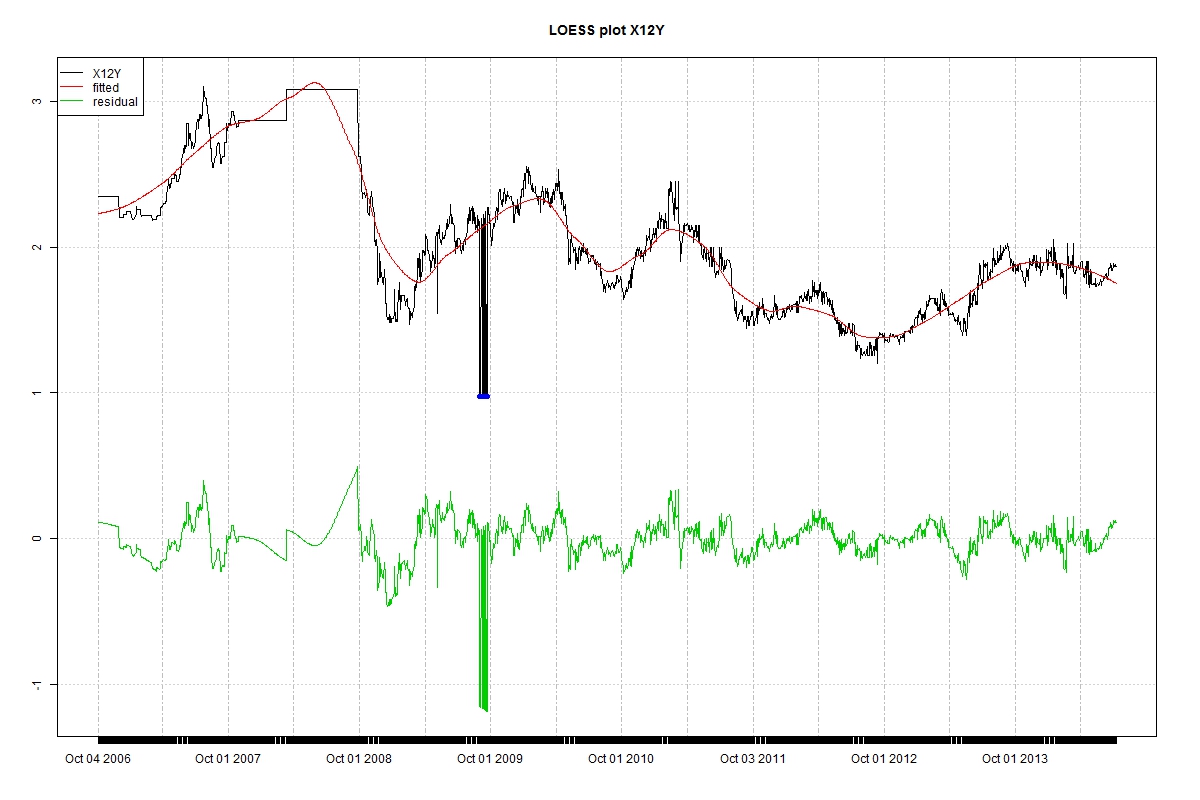 LOESS plot X12Y
X12Y
fitted
residual
3
2
1
0
-1
Oct 04 2006 Oct 01 2007 Oct 01 2008 Oct 01 2009 Oct 01 2010 Oct 03 2011 Oct 01 2012 Oct 01 2013